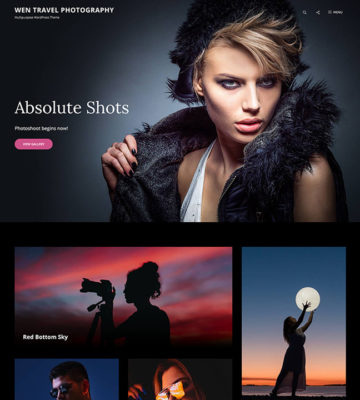 WEN TRAVEL PHOTOGRAPHY
Multipurpose WordPress Theme
MENU
Absolute Shots
Photoshoot begins now!
VIEW GALLERY
Red Bottom Sky